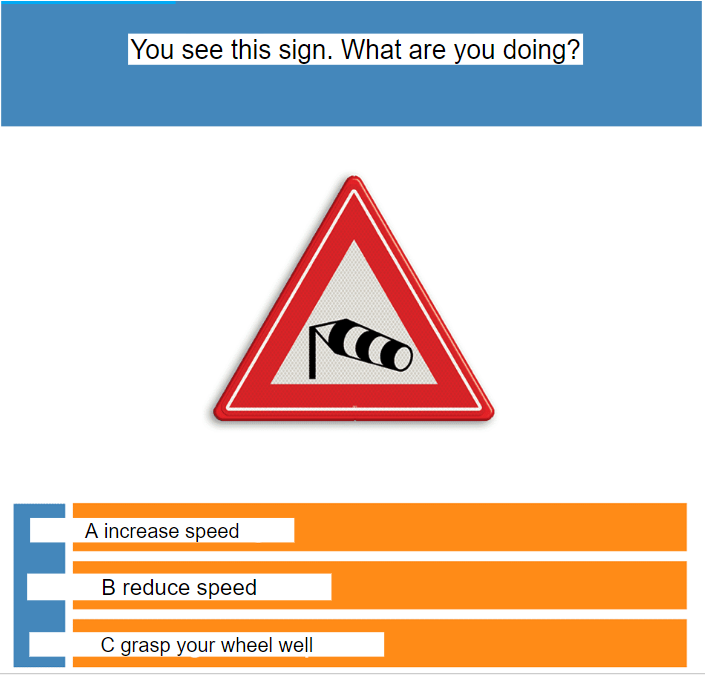 You see this sign. What are you doing?
A increase speed
B reduce speed
C grasp your wheel well